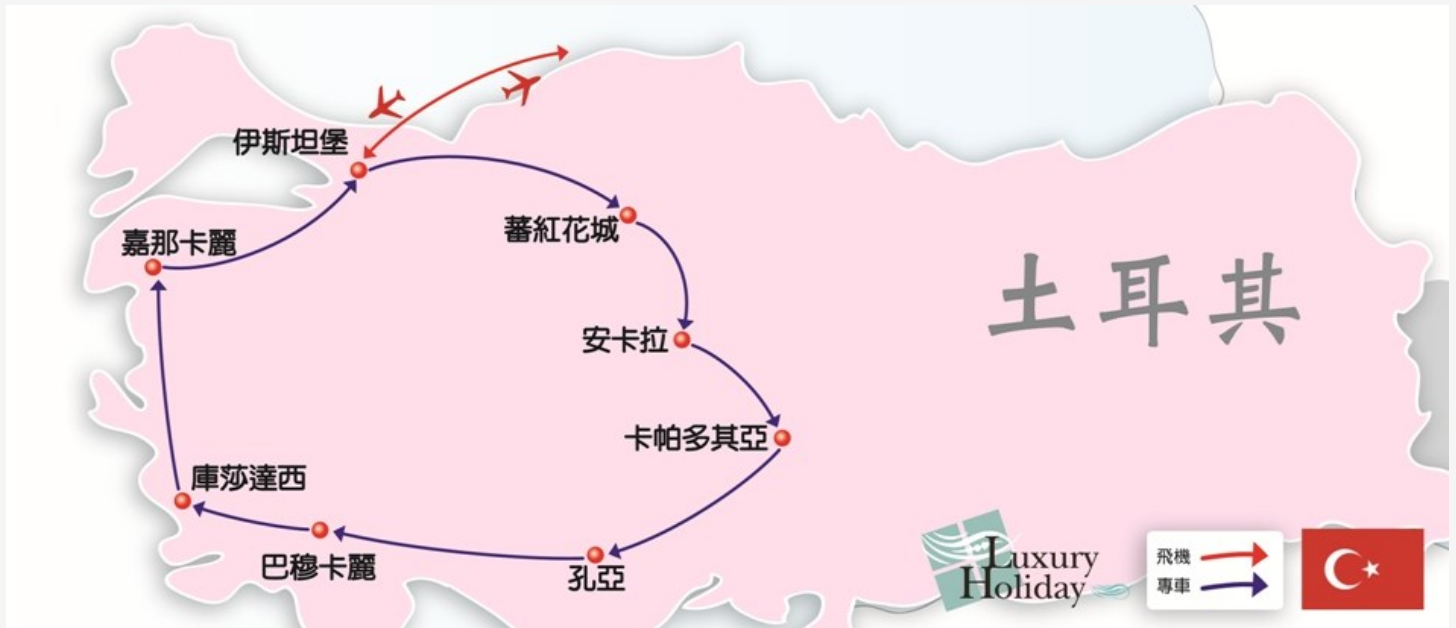 伊斯坦堡
蕃紅花城
嘉那卡麗
土耳其
安卡拉
卡帕多其亞
庫莎達西
巴穆卡麗
孔亞
Luxury
Holiday
飛機
專車